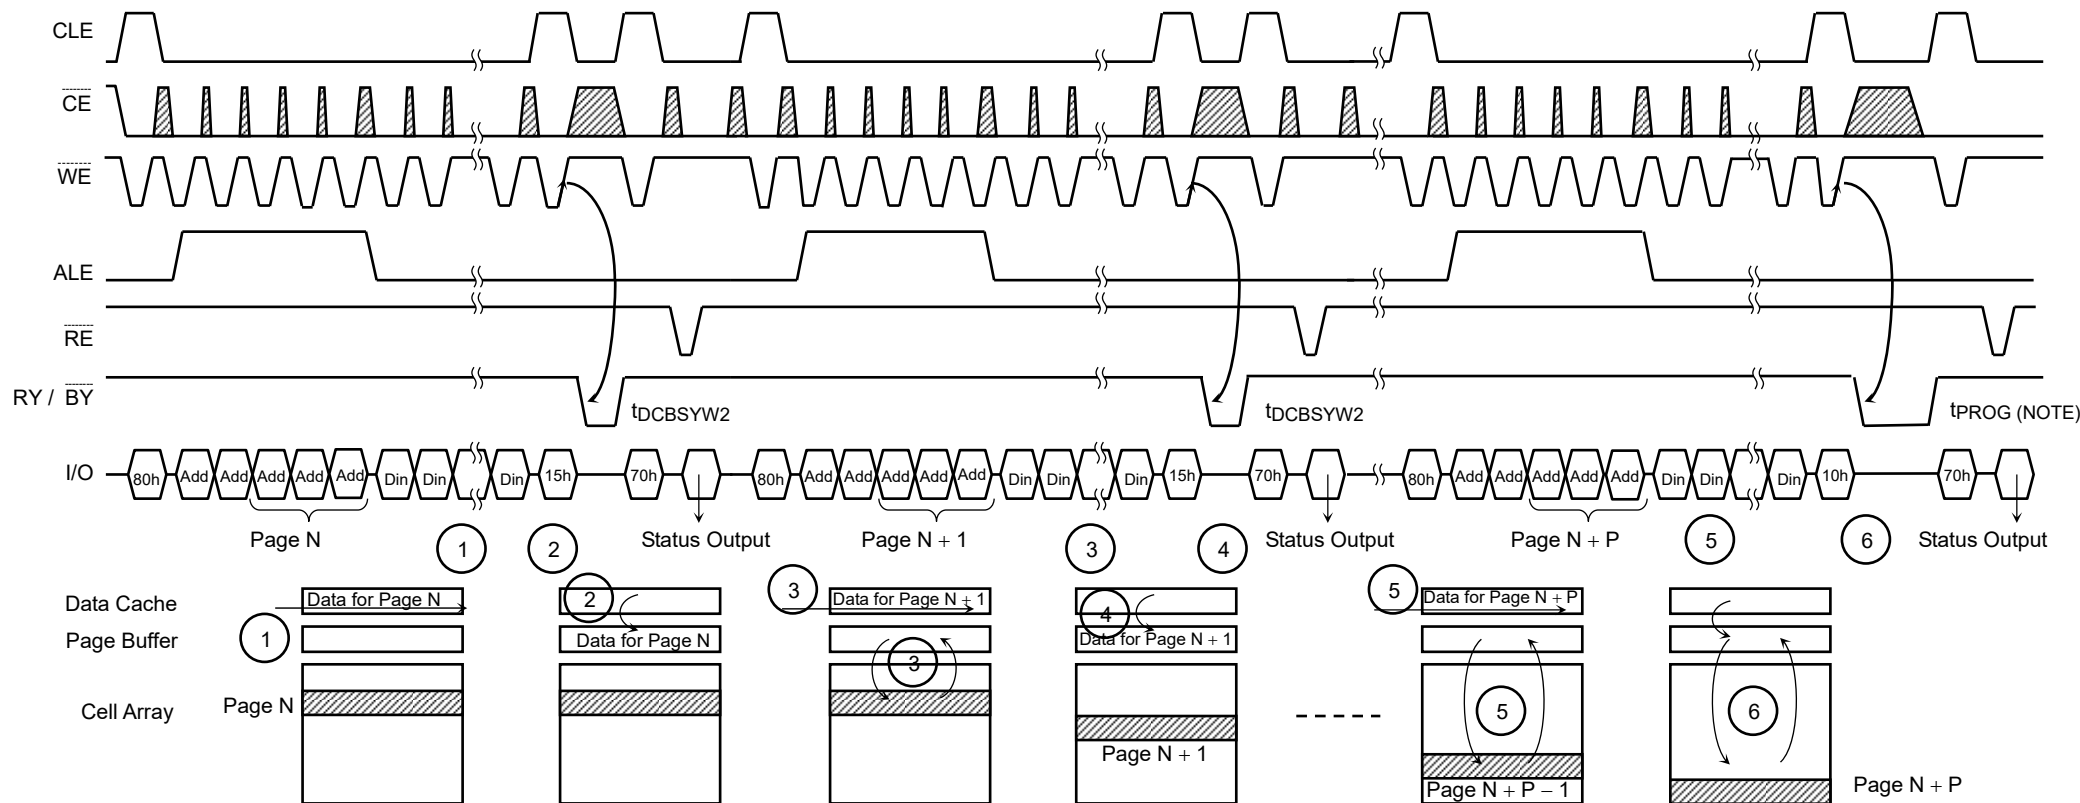 CLE
CE
WE
ALE
RE
RY / BY
tDCBSYW2 tDCBSYW2 tPROG (NOTE)
I/O 80h Add Add Add Add Add Din Din Din 15h 70h 80h Add Add Add Add Add Din Din Din 15h 70h 80h Add Add Add Add Add Din Din Din 10h 70h
Page N 1 2 Status Output Page N + 1 3 4 Status Output Page N + P 5 6 Status Output
Data Cache Data for Page N 2 3 Data for Page N + 1 4 5 Data for Page N + P
Page Buffer 1 Data for Page N Data for Page N + 1
3
Cell Array Page N 5 6
Page N + 1
Page N + P − 1 Page N + P